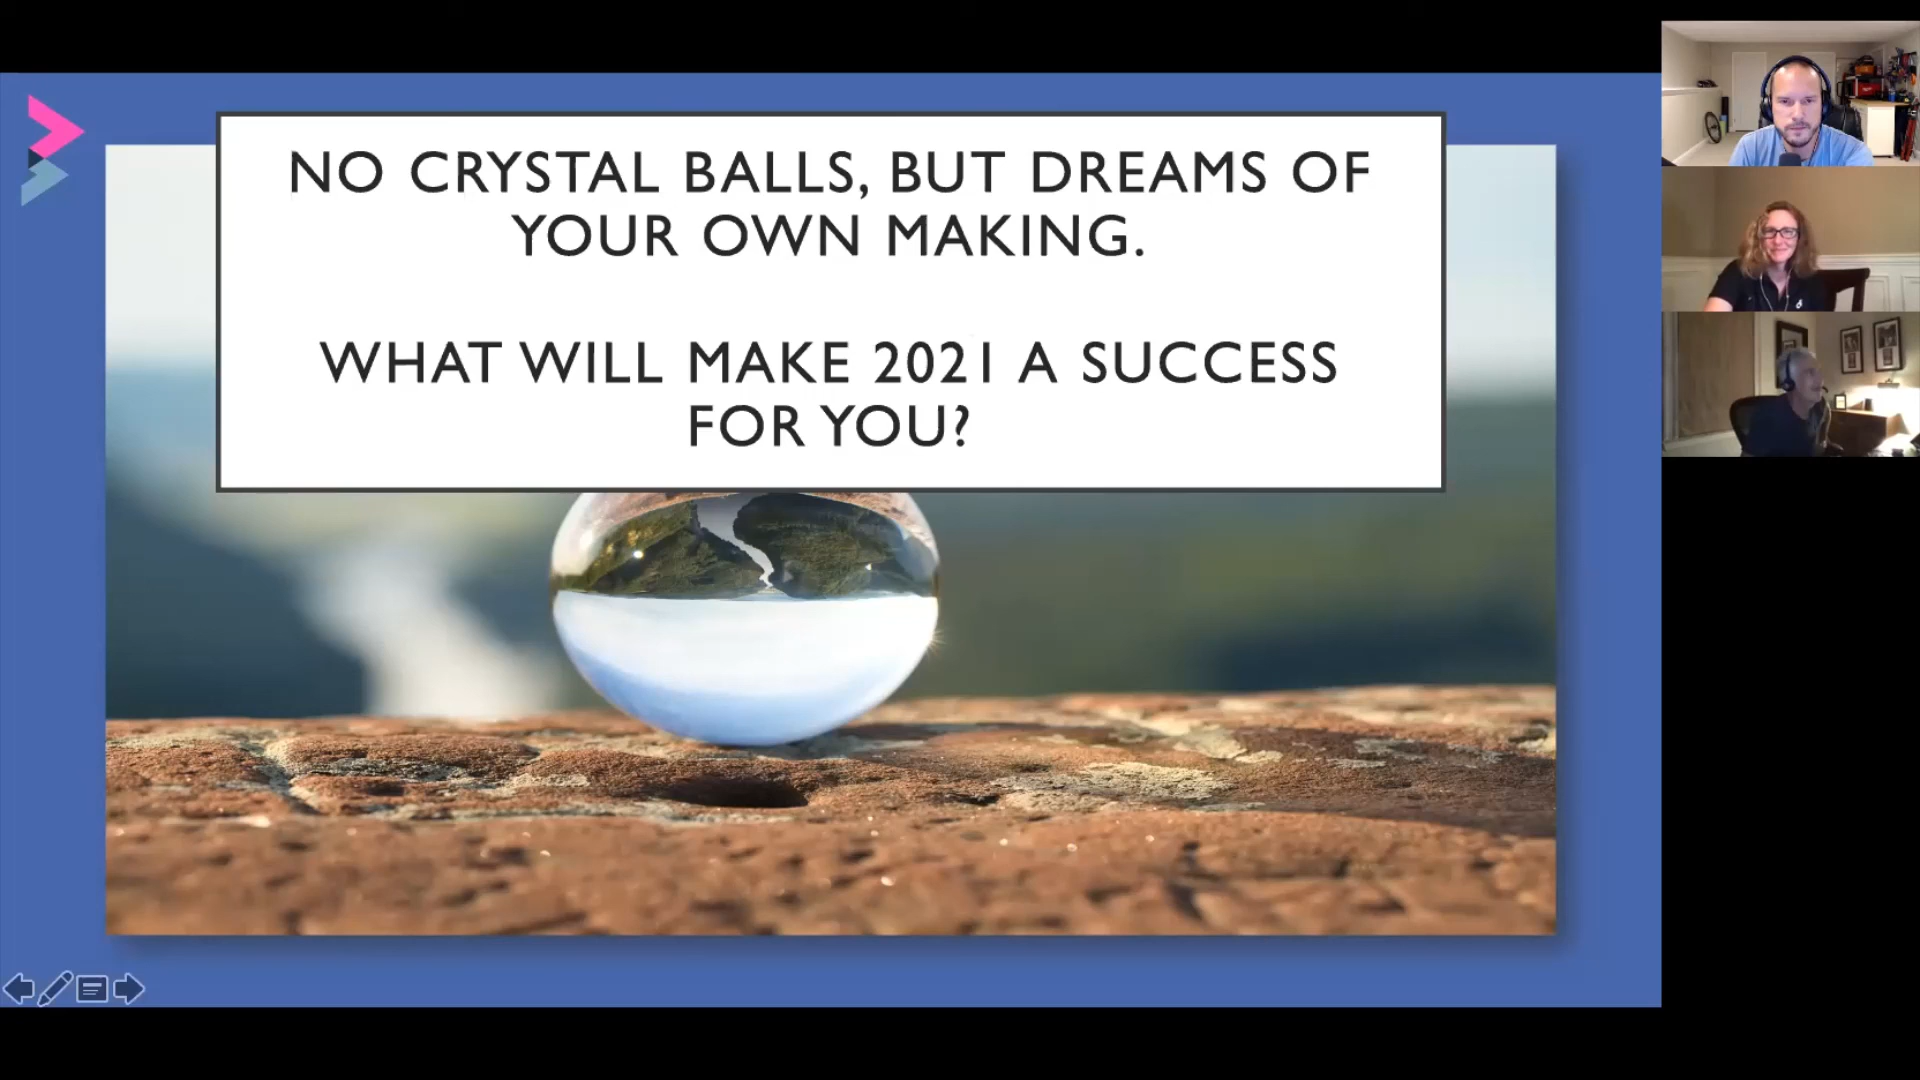 NO CRYSTAL BALLS, BUT DREAMS OF
YOUR OWN MAKING.
WHAT WILL MAKE 2021 A SUCCESS
FOR YOU?